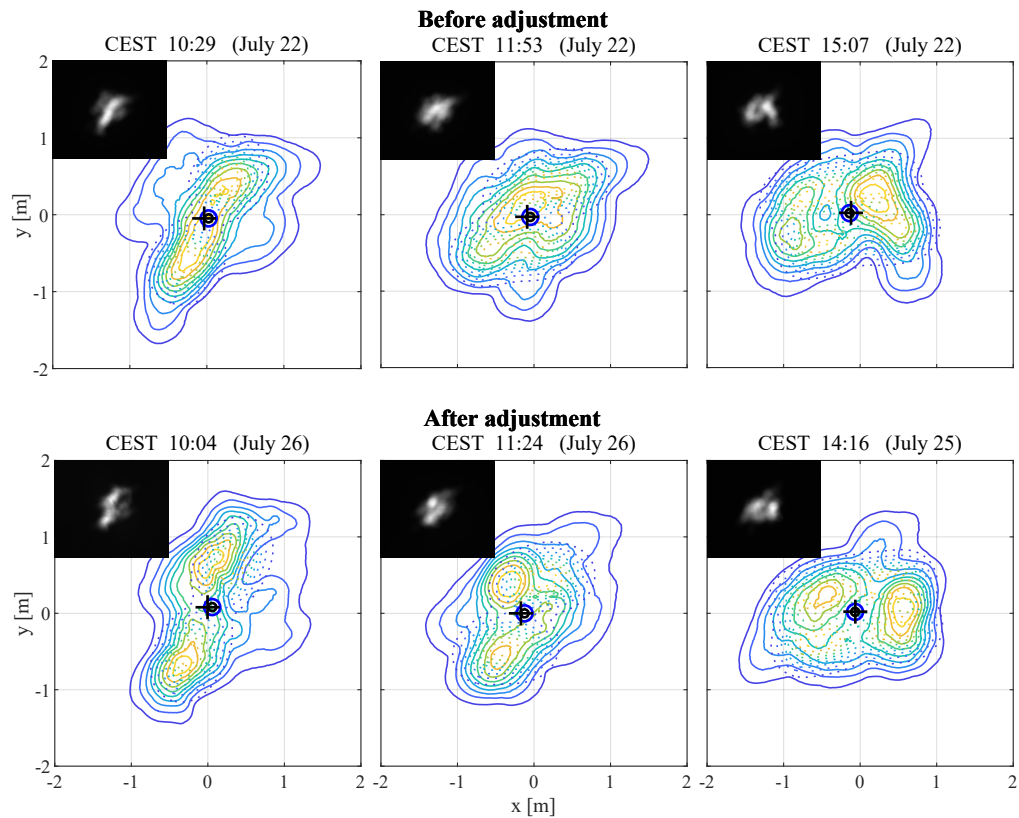 Before adjustment
CEST 10:29 (July 22)
CEST 11:53 (July 22)
CEST 15:07 (July 22)
2
1
0
-1
-2
y [m]
After adjustment
CEST 10:04 (July 26)
CEST 11:24 (July 26)
CEST 14:16 (July 25)
2
1
0
-1
-2
y [m]
-2 -1 0 1 2
-2 -1 0 1 2
-2 -1 0 1 2
x [m]